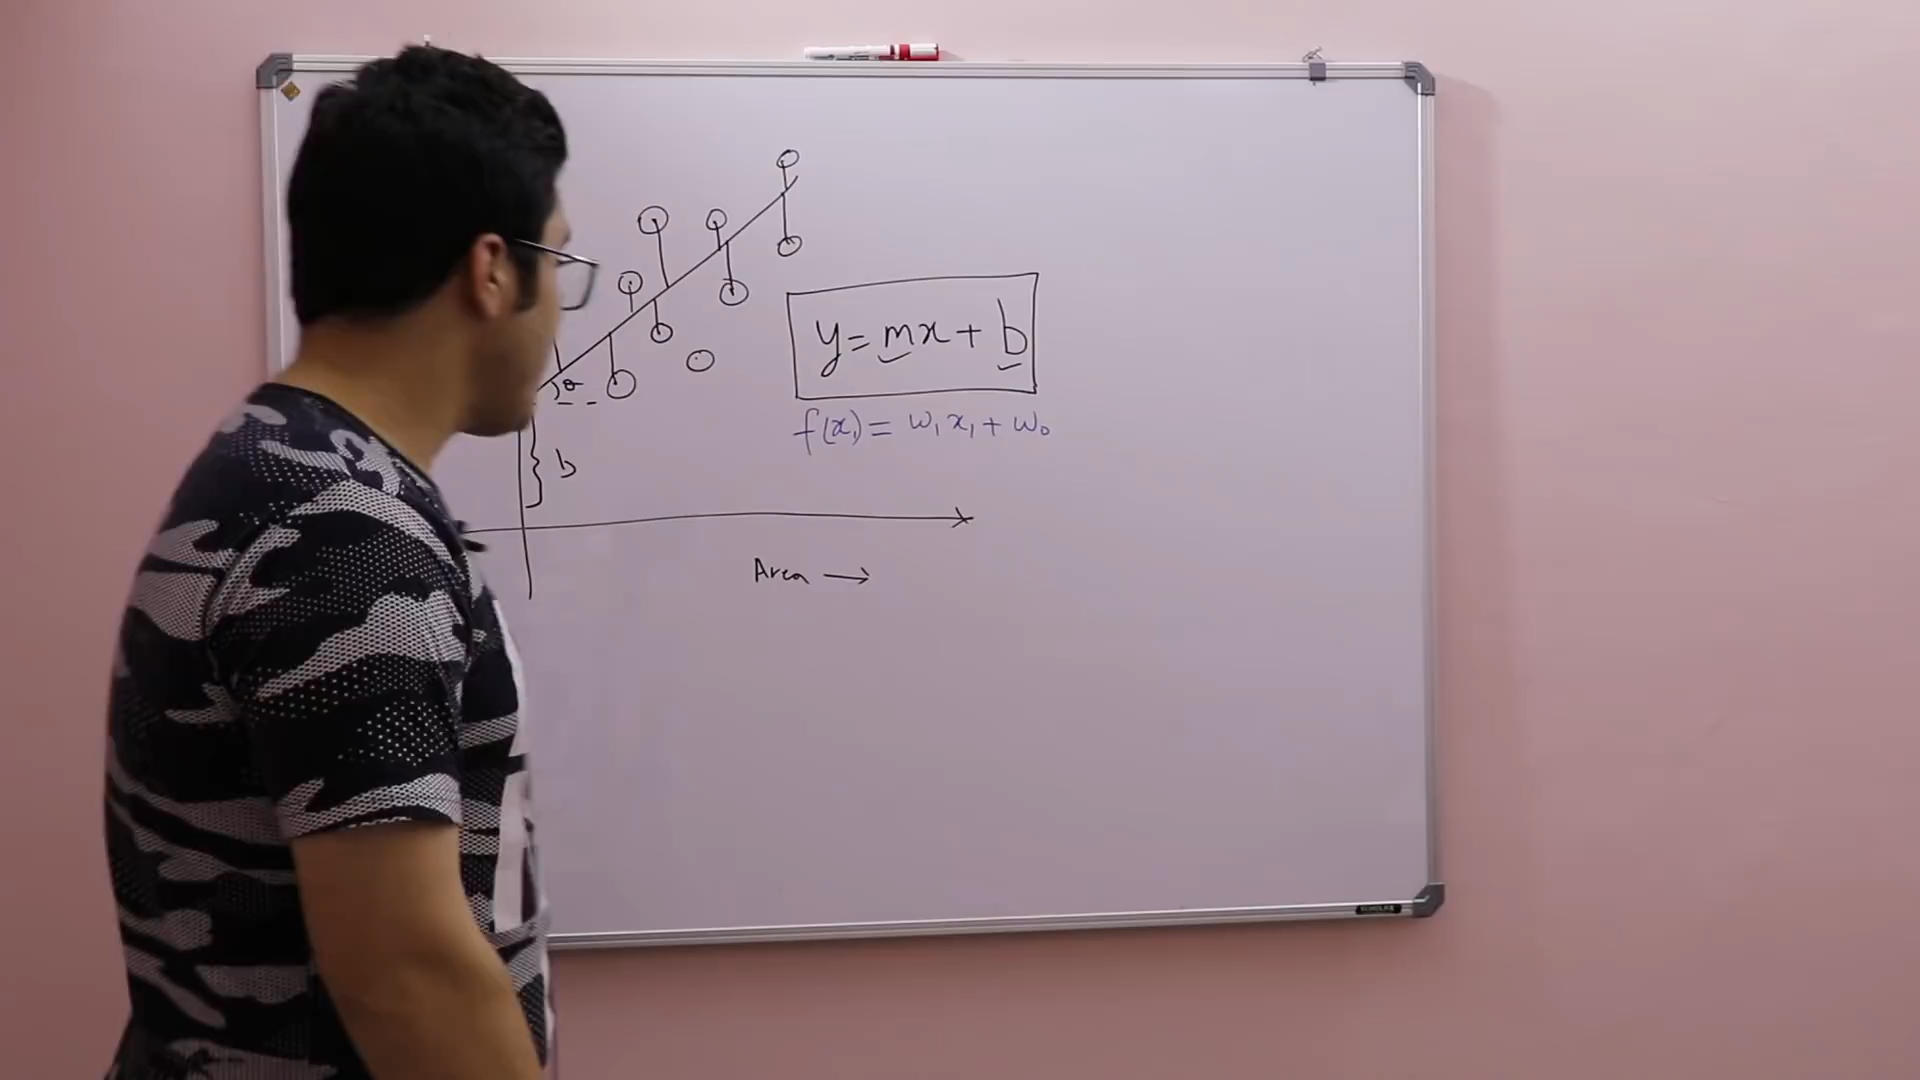 θ
y = mx + b
f(x₁) = w₁x₁ + w₀
b
Area →